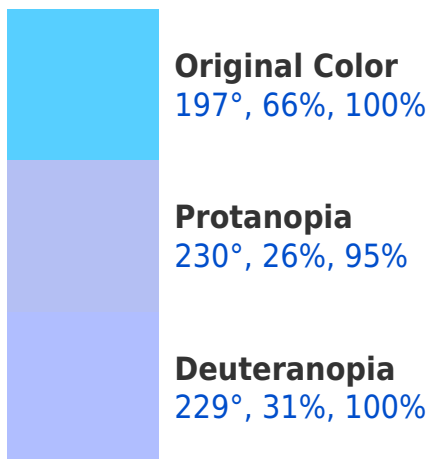 Original Color
197°, 66%, 100%
Protanopia
230°, 26%, 95%
Deuteranopia
229°, 31%, 100%